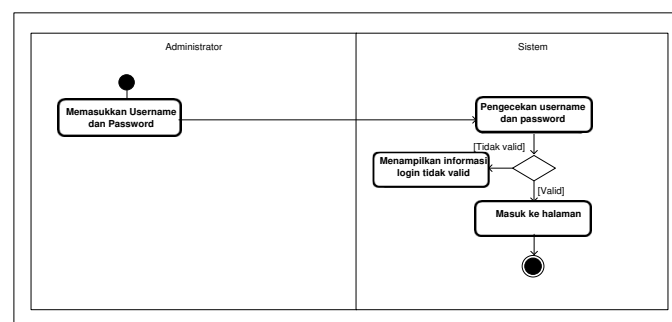 Administrator
Sistem
Memasukkan Username
dan Password
Pengecekan username
dan password
[Tidak valid]
Menampilkan informasi
login tidak valid
[Valid]
Masuk ke halaman